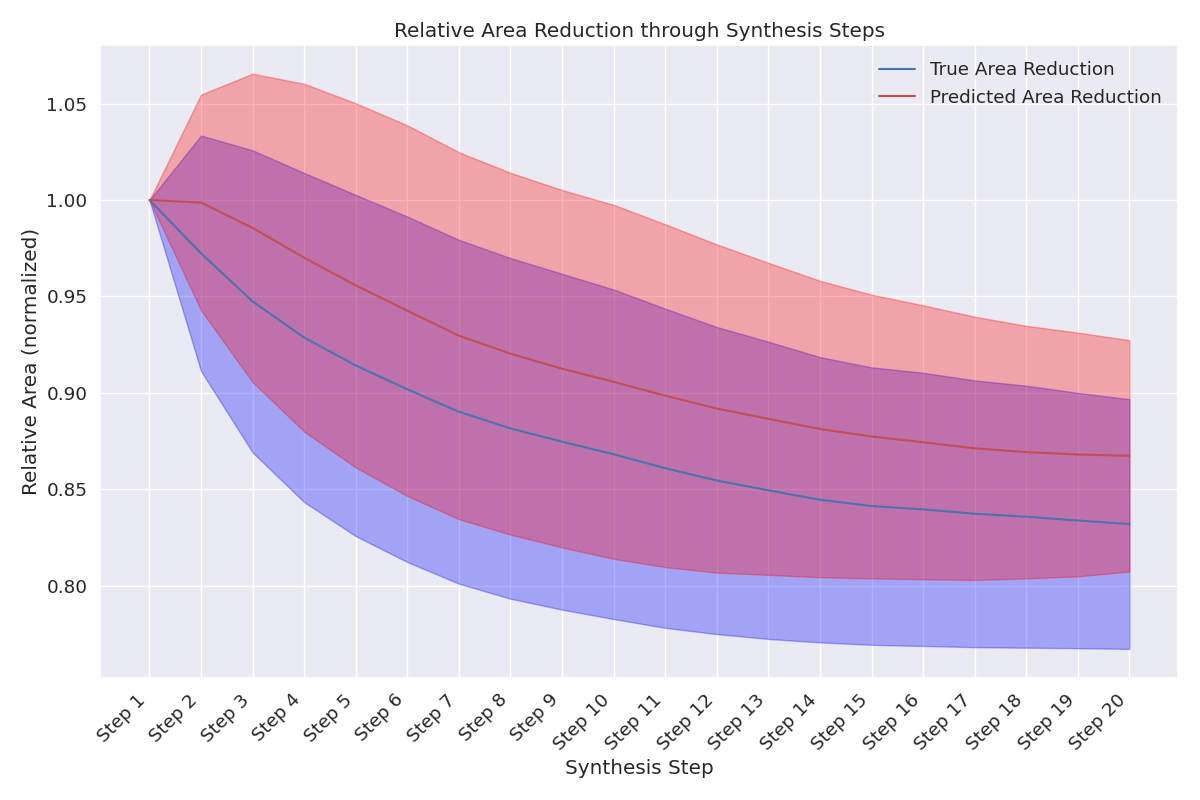 Relative Area Reduction through Synthesis Steps
True Area Reduction
Predicted Area Reduction
Relative Area (normalized)
1.05
1.00
0.95
0.90
0.85
0.80
Step 1
Step 2
Step 3
Step 4
Step 5
Step 6
Step 7
Step 8
Step 9
Step 10
Step 11
Step 12
Step 13
Step 14
Step 15
Step 16
Step 17
Step 18
Step 19
Step 20
Synthesis Step